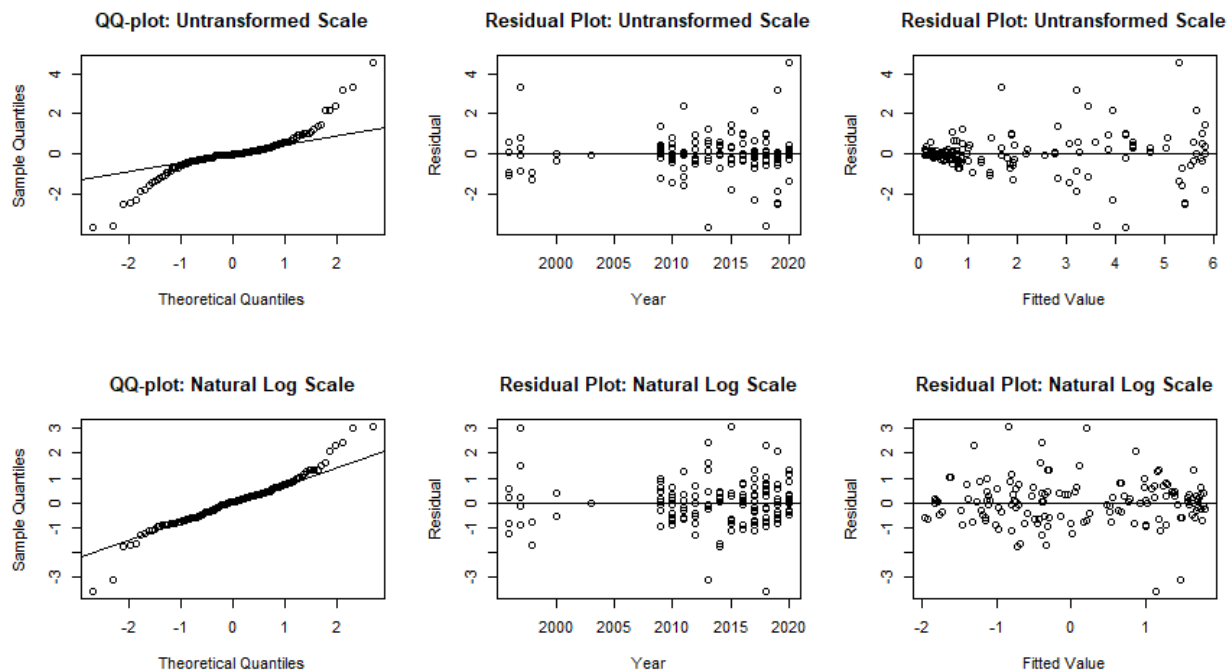 QQ-plot: Untransformed Scale
Sample Quantiles
4
2
0
-2
-2 -1 0 1 2
Theoretical Quantiles
Residual Plot: Untransformed Scale
Residual
4
2
0
-2
2000 2005 2010 2015 2020
Year
Residual Plot: Untransformed Scale
Residual
4
2
0
-2
0 1 2 3 4 5 6
Fitted Value
QQ-plot: Natural Log Scale
Sample Quantiles
3
1
0
-1
-3
-2 -1 0 1 2
Theoretical Quantiles
Residual Plot: Natural Log Scale
Residual
3
1
0
-1
-3
2000 2005 2010 2015 2020
Year
Residual Plot: Natural Log Scale
Residual
3
1
0
-1
-3
-2 -1 0 1
Fitted Value